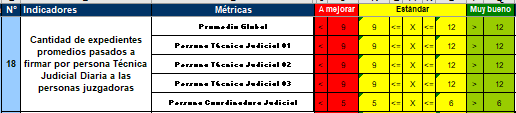 N° Indicadores Métricas A mejorar Estándar Muy bueno
18 Cantidad de expedientes promedios pasados a firmar por persona Técnica Judicial Diaria a las personas juzgadoras
Promedio Global < 9 9 <= X <= 12 > 12
Persona Técnica Judicial 01 < 9 9 <= X <= 12 > 12
Persona Técnica Judicial 02 < 9 9 <= X <= 12 > 12
Persona Técnica Judicial 03 < 9 9 <= X <= 12 > 12
Persona Coordinadora Judicial < 5 5 <= X <= 6 > 6